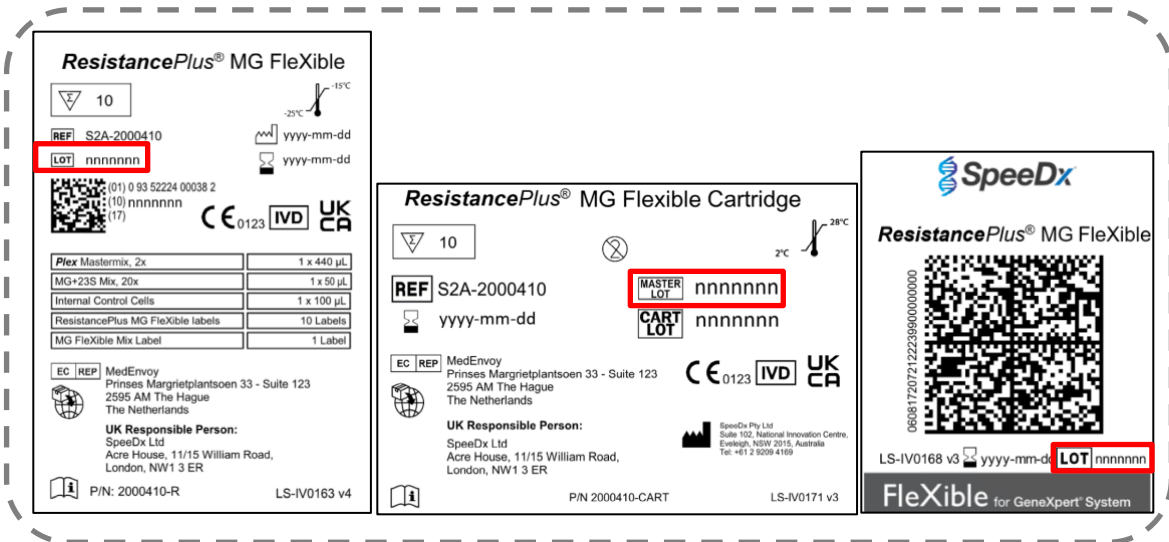 ResistancePlus® MG FleXible
Σ 10
-15°C
-25°C
REF S2A-2000410
yyyy-mm-dd
LOT nnnnnnn
yyyy-mm-dd
(01) 0 93 52224 00038 2
(10) nnnnnnn
(17)
CE 0123 IVD UK CA
Plex Mastermix, 2x 1 x 440 µL
MG+23S Mix, 20x 1 x 50 µL
Internal Control Cells 1 x 100 µL
ResistancePlus MG FleXible labels 10 Labels
MG FleXible Mix Label 1 Label
EC REP MedEnvoy
Prinses Margrietplantsoen 33 - Suite 123
2595 AM The Hague
The Netherlands
UK Responsible Person:
SpeeDx Ltd
Acre House, 11/15 William Road,
London, NW1 3 ER
i P/N: 2000410-R LS-IV0163 v4
ResistancePlus® MG Flexible Cartridge
Σ 10
2
28°C
2°C
REF S2A-2000410
MASTER LOT nnnnnnn
yyyy-mm-dd
CART LOT nnnnnnn
EC REP MedEnvoy
Prinses Margrietplantsoen 33 - Suite 123
2595 AM The Hague
The Netherlands
CE 0123 IVD UK CA
UK Responsible Person:
SpeeDx Ltd
Acre House, 11/15 William Road,
London, NW1 3 ER
SpeeDx Pty Ltd
Suite 102, National Innovation Centre,
Eveleigh, NSW 2015, Australia
Tel: +61 2 9209 4169
i P/N 2000410-CART LS-IV0171 v3
SpeeDx
ResistancePlus® MG FleXible
0608172072122239900000000
LS-IV0168 v3 yyyy-mm-dd LOT nnnnnnn
FleXible for GeneXpert® System